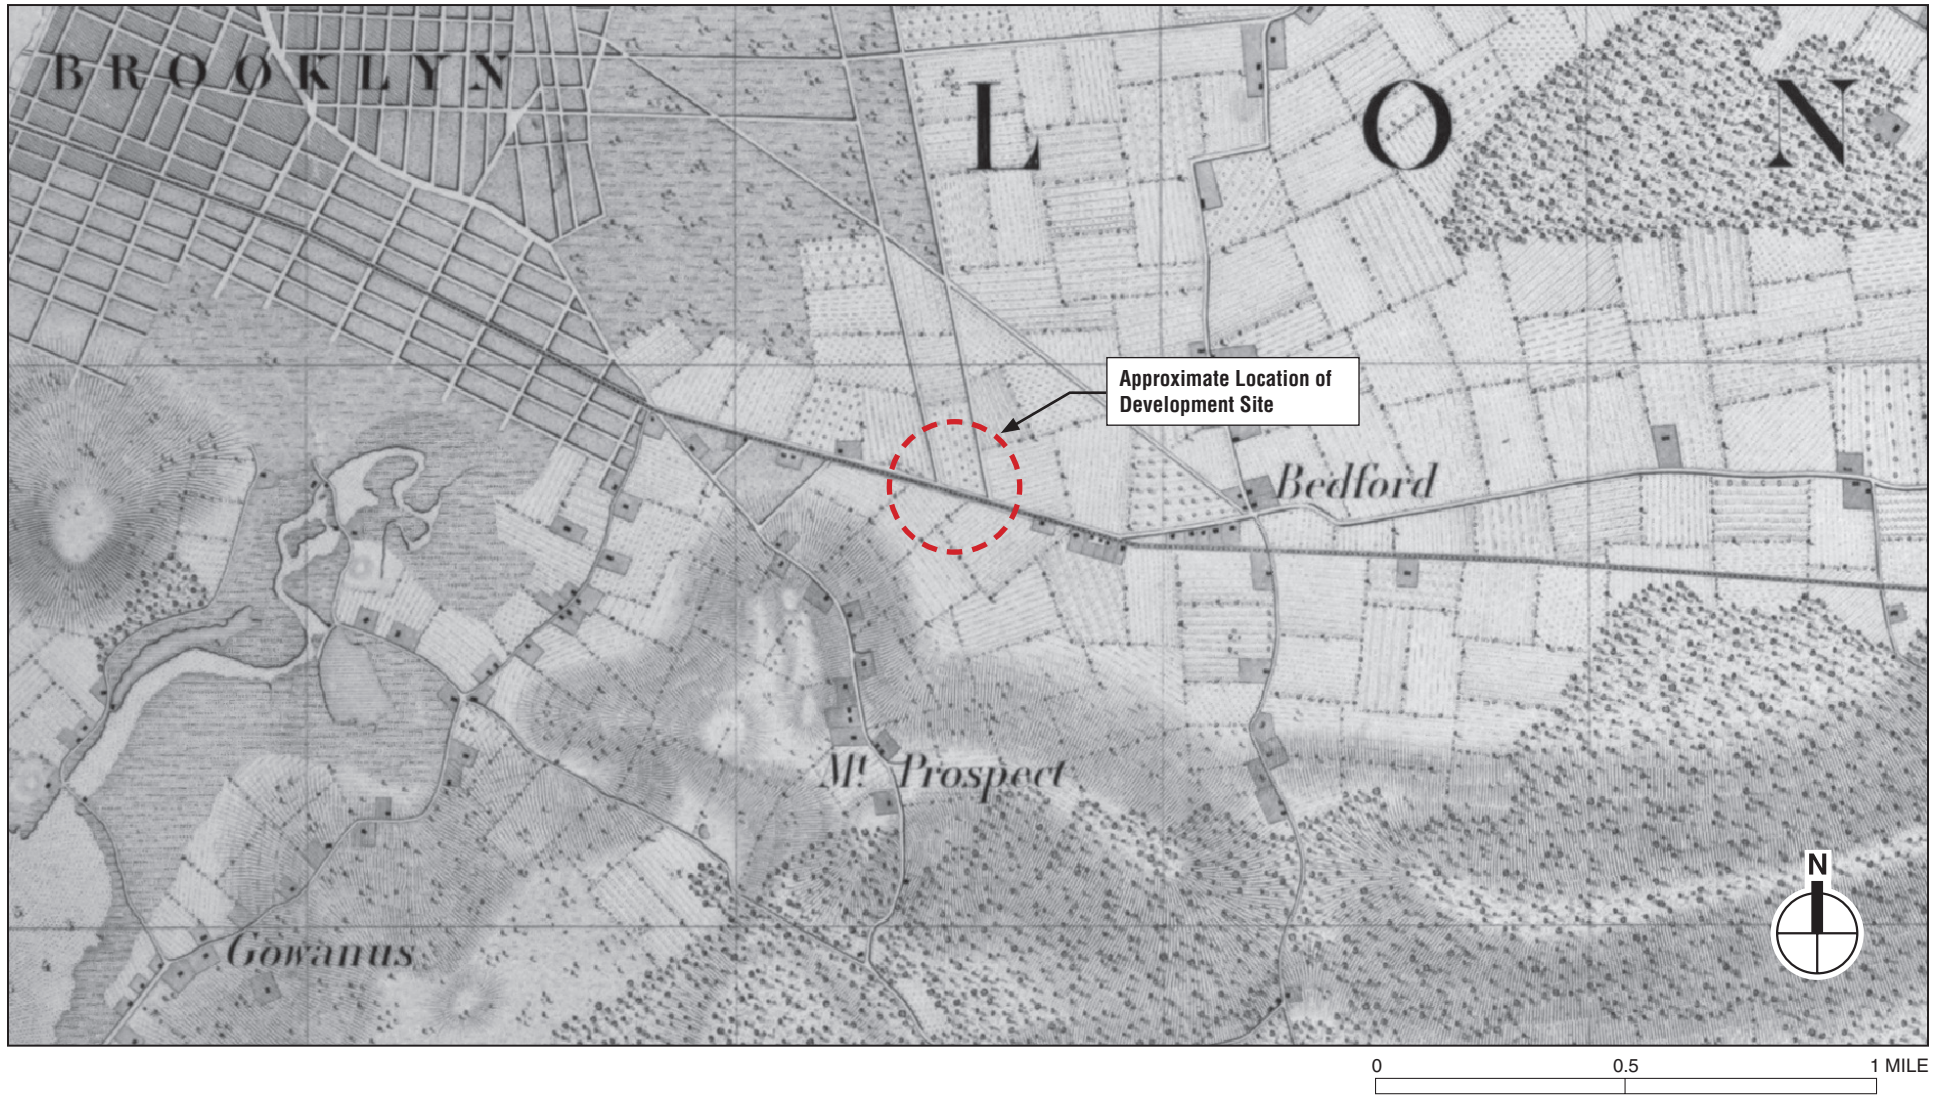 BROOKLYN
L O N
Approximate Location of
Development Site
Bedford
Mt. Prospect
Gowanus
N
0 0.5 1 MILE